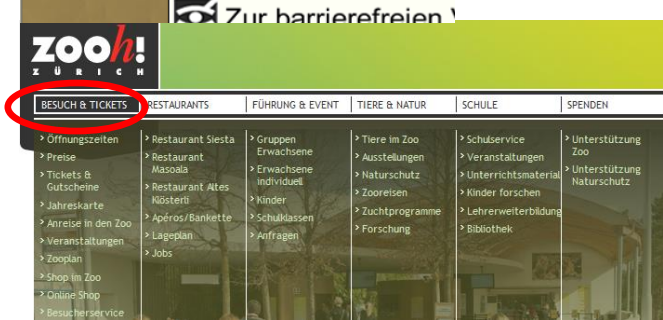 Zur barrierefreien
zooh!
ZÜRICH
BESUCH & TICKETS
RESTAURANTS
FÜHRUNG & EVENT
TIERE & NATUR
SCHULE
SPENDEN
Öffnungszeiten
Preise
Tickets &
Gutscheine
Jahreskarte
Anreise in den Zoo
Veranstaltungen
Zooplan
Shop im Zoo
Online Shop
Besucherservice
Restaurant Siesta
Restaurant
Masoala
Restaurant Altes
Klösterli
Apéros/Bankette
Lageplan
Jobs
Gruppen
Erwachsene
Erwachsene
individuell
Kinder
Schulklassen
Anfragen
Tiere im Zoo
Ausstellungen
Naturschutz
Zooreisen
Zuchtprogramme
Forschung
Schulservice
Veranstaltungen
Unterrichtsmaterial
Kinder forschen
Lehrerweiterbildung
Bibliothek
Unterstützung
Zoo
Unterstützung
Naturschutz